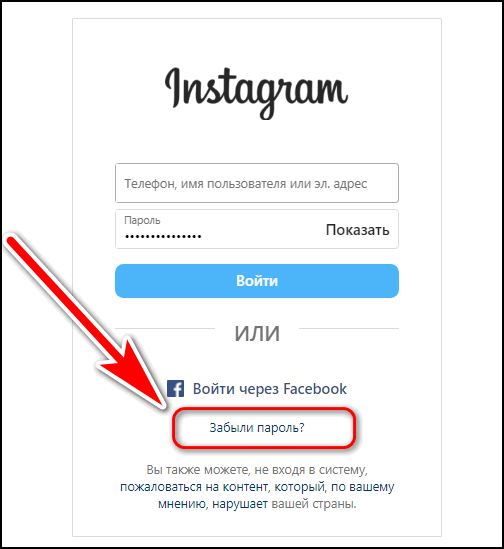 Instagram
Телефон, имя пользователя или эл. адрес
Пароль
••••••••••••••• Показать
Войти
ИЛИ
Войти через Facebook
Забыли пароль?
Вы также можете, не входя в систему,
пожаловаться на контент, который, по вашему
мнению, нарушает вашей страны.